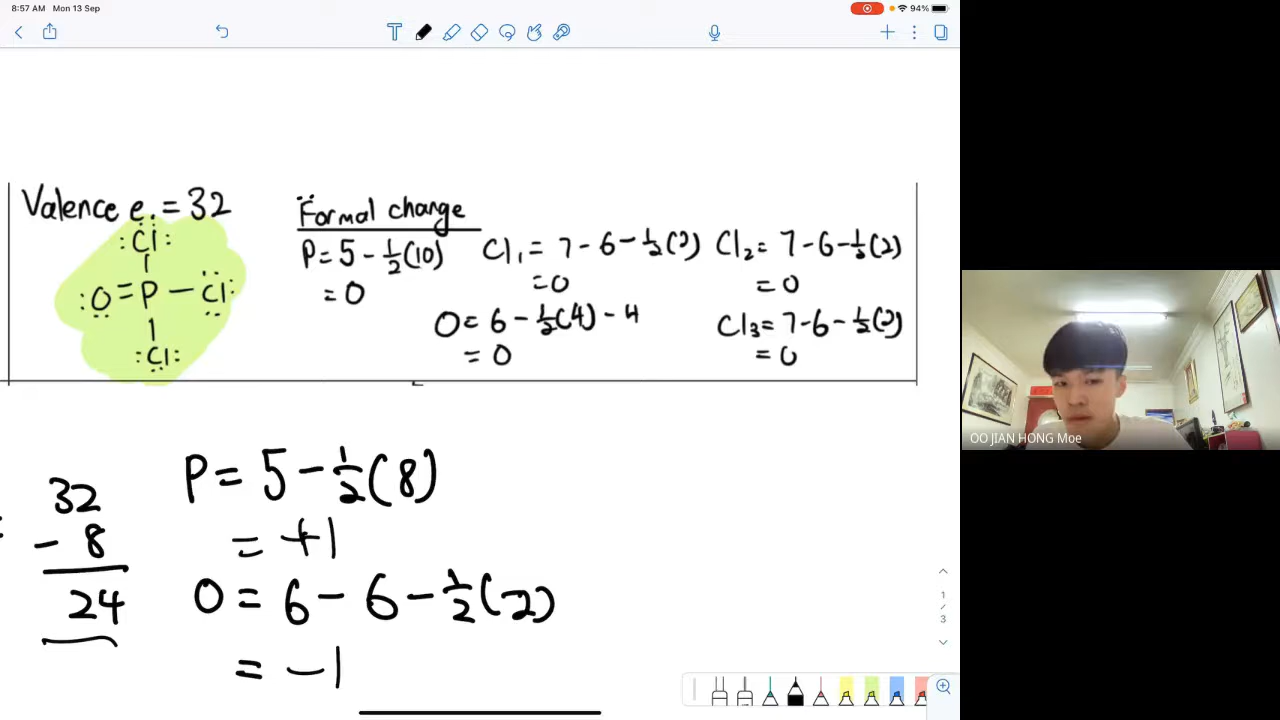 8:57 AM Mon 13 Sep
94%
Valence e. = 32
:Cl:
:O=P-Cl:
:Cl:
Formal change
P = 5 - 1/2(10)
= 0
Cl1 = 7 - 6 - 1/2(2)
= 0
Cl2 = 7 - 6 - 1/2(2)
= 0
O = 6 - 1/2(4) - 4
= 0
Cl3 = 7 - 6 - 1/2(2)
= 0
32
- 8
24
P = 5 - 1/2(8)
= +1
O = 6 - 6 - 1/2(2)
= -1
1
/
3
OO JIAN HONG Moe